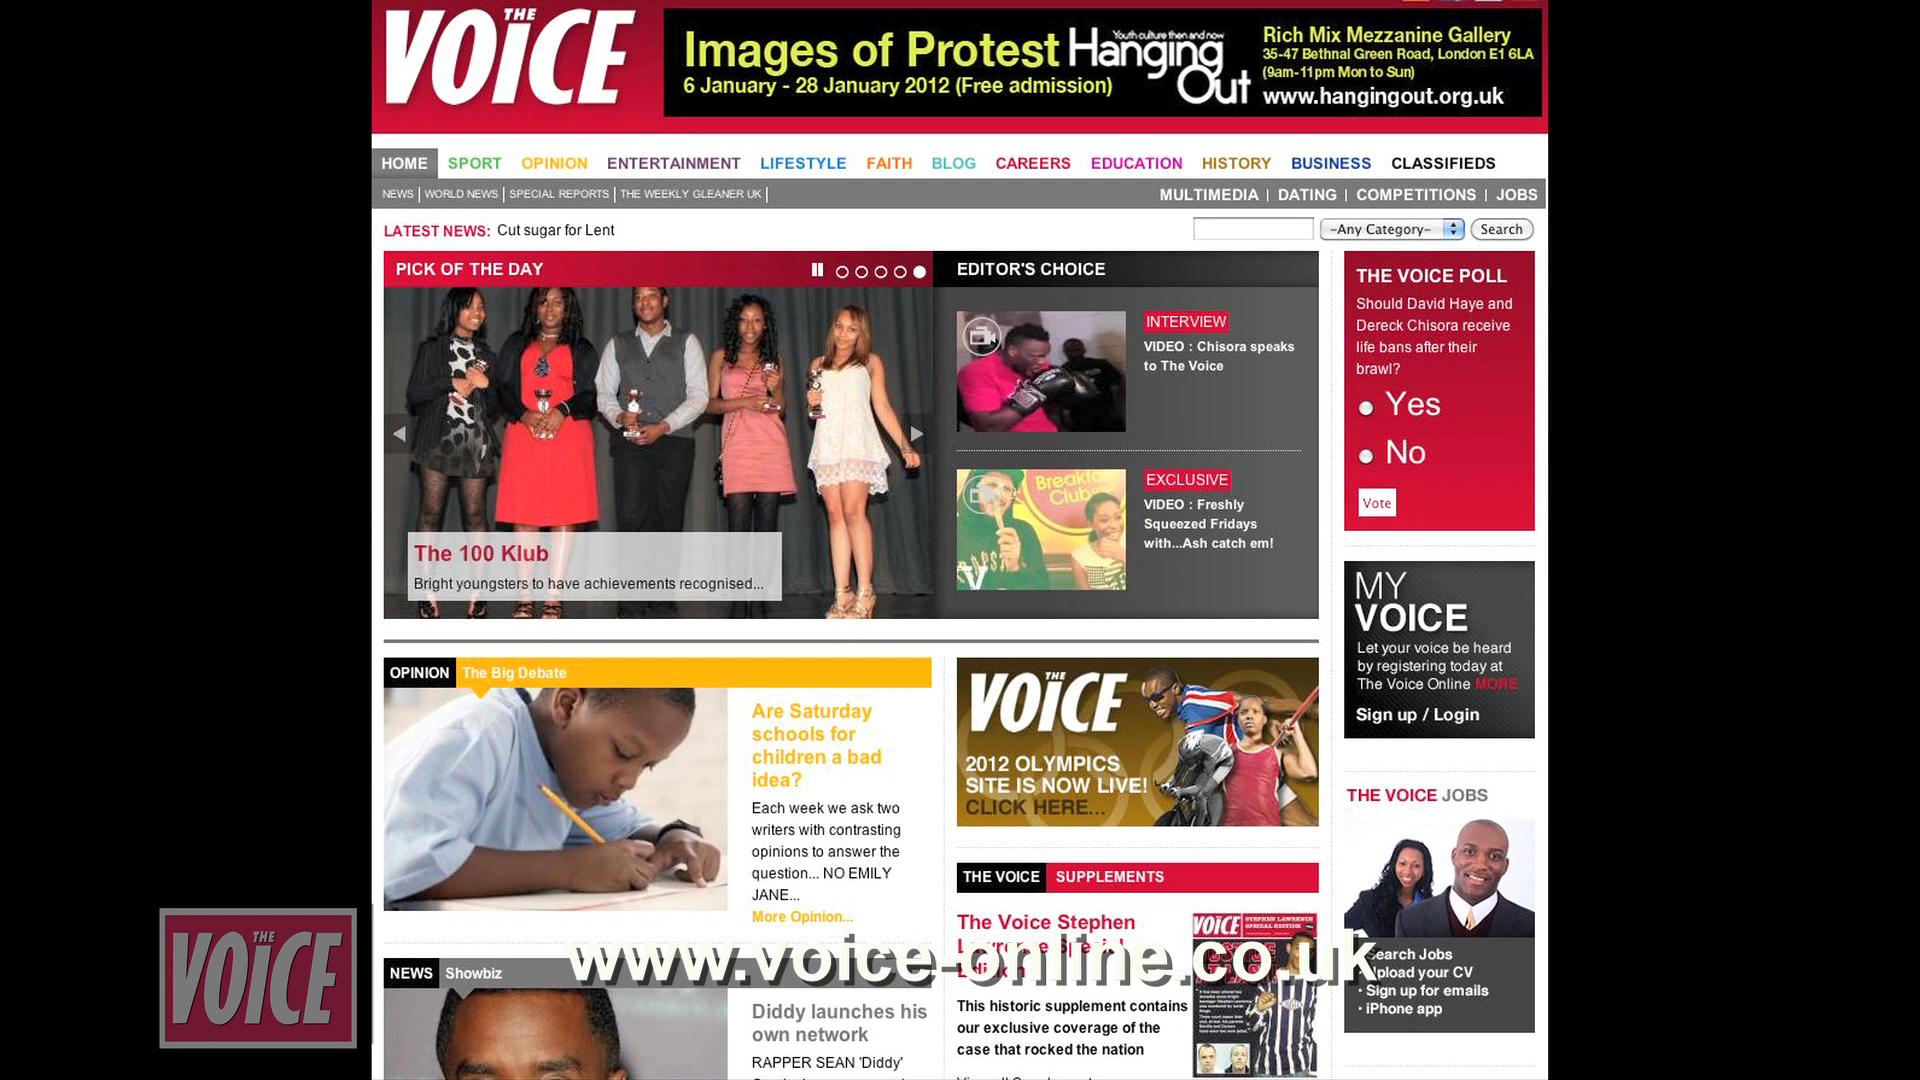 THE VOICE
Images of Protest
6 January - 28 January 2012 (Free admission)
Youth culture then and now
Hanging Out
Rich Mix Mezzanine Gallery
35-47 Bethnal Green Road, London E1 6LA
(9am-11pm Mon to Sun)
www.hangingout.org.uk
HOME SPORT OPINION ENTERTAINMENT LIFESTYLE FAITH BLOG CAREERS EDUCATION HISTORY BUSINESS CLASSIFIEDS
NEWS | WORLD NEWS | SPECIAL REPORTS | THE WEEKLY GLEANER UK |
MULTIMEDIA | DATING | COMPETITIONS | JOBS
LATEST NEWS: Cut sugar for Lent
-Any Category- Search
PICK OF THE DAY
The 100 Klub
Bright youngsters to have achievements recognised...
EDITOR'S CHOICE
INTERVIEW
VIDEO : Chisora speaks
to The Voice
Breakfast
Club
EXCLUSIVE
VIDEO : Freshly
Squeezed Fridays
with...Ash catch em!
V
THE VOICE POLL
Should David Haye and
Dereck Chisora receive
life bans after their
brawl?
Yes
No
Vote
MY
VOICE
Let your voice be heard
by registering today at
The Voice Online MORE
Sign up / Login
OPINION The Big Debate
Are Saturday
schools for
children a bad
idea?
Each week we ask two
writers with contrasting
opinions to answer the
question... NO EMILY
JANE...
More Opinion...
THE VOICE
2012 OLYMPICS
SITE IS NOW LIVE!
CLICK HERE...
THE VOICE SUPPLEMENTS
The Voice Stephen
Lawrence Special
Edition
This historic supplement contains
our exclusive coverage of the
case that rocked the nation
VOICE
STEPHEN LAWRENCE
SPECIAL EDITION
THE VOICE JOBS
· Search Jobs
· Upload your CV
· Sign up for emails
· iPhone app
NEWS Showbiz
Diddy launches his
own network
RAPPER SEAN 'Diddy'
www.voice-online.co.uk
THE VOICE